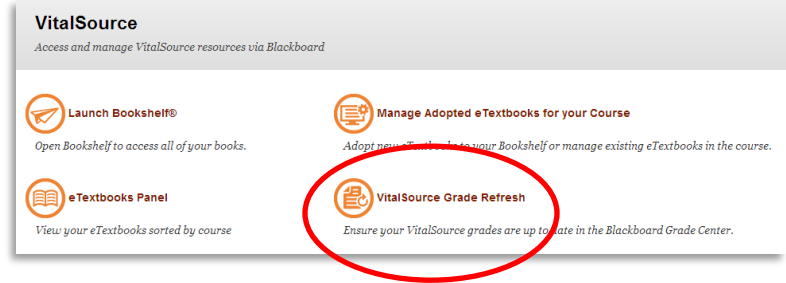 VitalSource
Access and manage VitalSource resources via Blackboard
Launch Bookshelf®
Open Bookshelf to access all of your books.
Manage Adopted eTextbooks for your Course
Adopt new eTextbooks to your Bookshelf or manage existing eTextbooks in the course.
eTextbooks Panel
View your eTextbooks sorted by course
VitalSource Grade Refresh
Ensure your VitalSource grades are up to date in the Blackboard Grade Center.